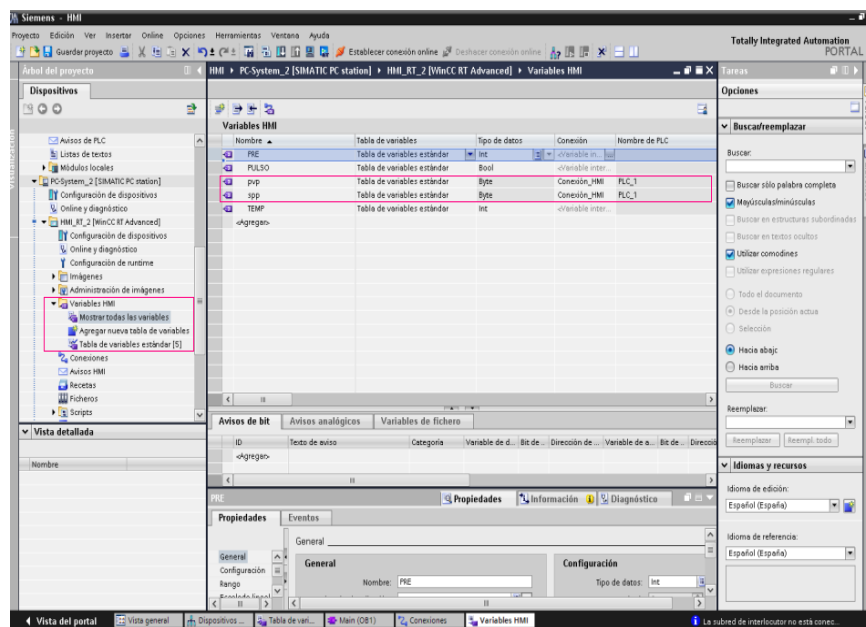 Siemens - HMI
Proyecto Edición Ver Insertar Online Opciones Herramientas Ventana Ayuda
Guardar proyecto
Establecer conexión online
Deshacer conexión online
Totally Integrated Automation
PORTAL
Árbol del proyecto
Dispositivos
Avisos de PLC
Listas de textos
Módulos locales
PC-System_2 [SIMATIC PC station]
Configuración de dispositivos
Online y diagnóstico
HMI_RT_2 [WinCC RT Advanced]
Configuración de dispositivos
Online y diagnóstico
Configuración de runtime
Imágenes
Administración de imágenes
Variables HMI
Mostrar todas las variables
Agregar nueva tabla de variables
Tabla de variables estándar [5]
Conexiones
Avisos HMI
Recetas
Ficheros
Scripts
Vista detallada
Nombre
HMI PC-System_2 [SIMATIC PC station] HMI_RT_2 [WinCC RT Advanced] Variables HMI
Variables HMI
Nombre Tabla de variables Tipo de datos Conexión Nombre de PLC
PRE Tabla de variables estándar Int <Variable in...
PULSO Tabla de variables estándar Bool <Variable inter...
pvp Tabla de variables estándar Byte Conexión_HMI PLC_1
spp Tabla de variables estándar Byte Conexión_HMI PLC_1
TEMP Tabla de variables estándar Int <Variable inter...
<Agregar>
Avisos de bit Avisos analógicos Variables de fichero
ID Texto de aviso Categoría Variable de d... Bit de ... Dirección de ... Variable de a... Bit de ... Direcció
<Agregar>
PRE
Propiedades Información Diagnóstico
Propiedades Eventos
General
Configuración
Rango
Escalado lineal
General
General
Nombre: PRE
Configuración
Tipo de datos: Int
Tareas
Opciones
Buscar/reemplazar
Buscar:
Buscar sólo palabra completa
Mayúsculas/minúsculas
Buscar en estructuras subordinadas
Buscar en textos ocultos
Utilizar comodines
Utilizar expresiones regulares
Todo el documento
Desde la posición actua
Selección
Hacia abajo
Hacia arriba
Buscar
Reemplazar:
Reemplazar Reempl. todo
Idiomas y recursos
Idioma de edición:
Español (España)
Idioma de referencia:
Español (España)
Vista del portal
Vista general
Dispositivos ...
Tabla de vari...
Main (OB1)
Conexiones
Variables HMI
La subred de interlocutor no está conec...